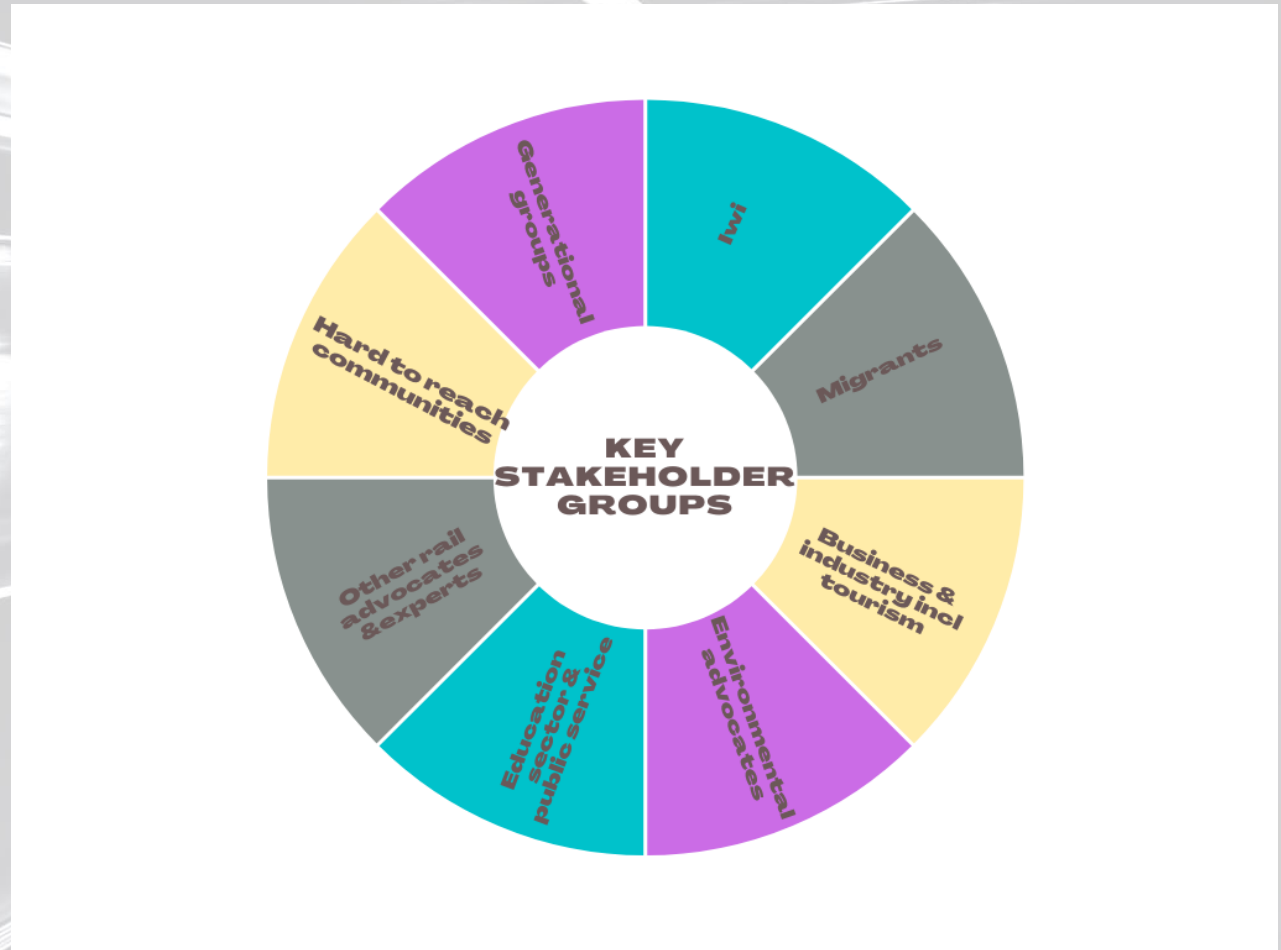 KEY
STAKEHOLDER
GROUPS
Iwi
Migrants
Business &
industry incl
tourism
Environmental
advocates
Education
sector &
public service
Other rail
advocates
&experts
Hard to reach
communities
Generational
groups